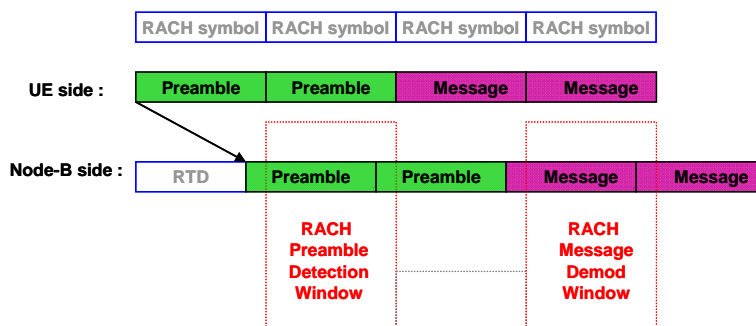 RACH symbol RACH symbol RACH symbol RACH symbol
UE side : Preamble Preamble Message Message
Node-B side : RTD Preamble Preamble Message Message
RACH
Preamble
Detection
Window
RACH
Message
Demod
Window